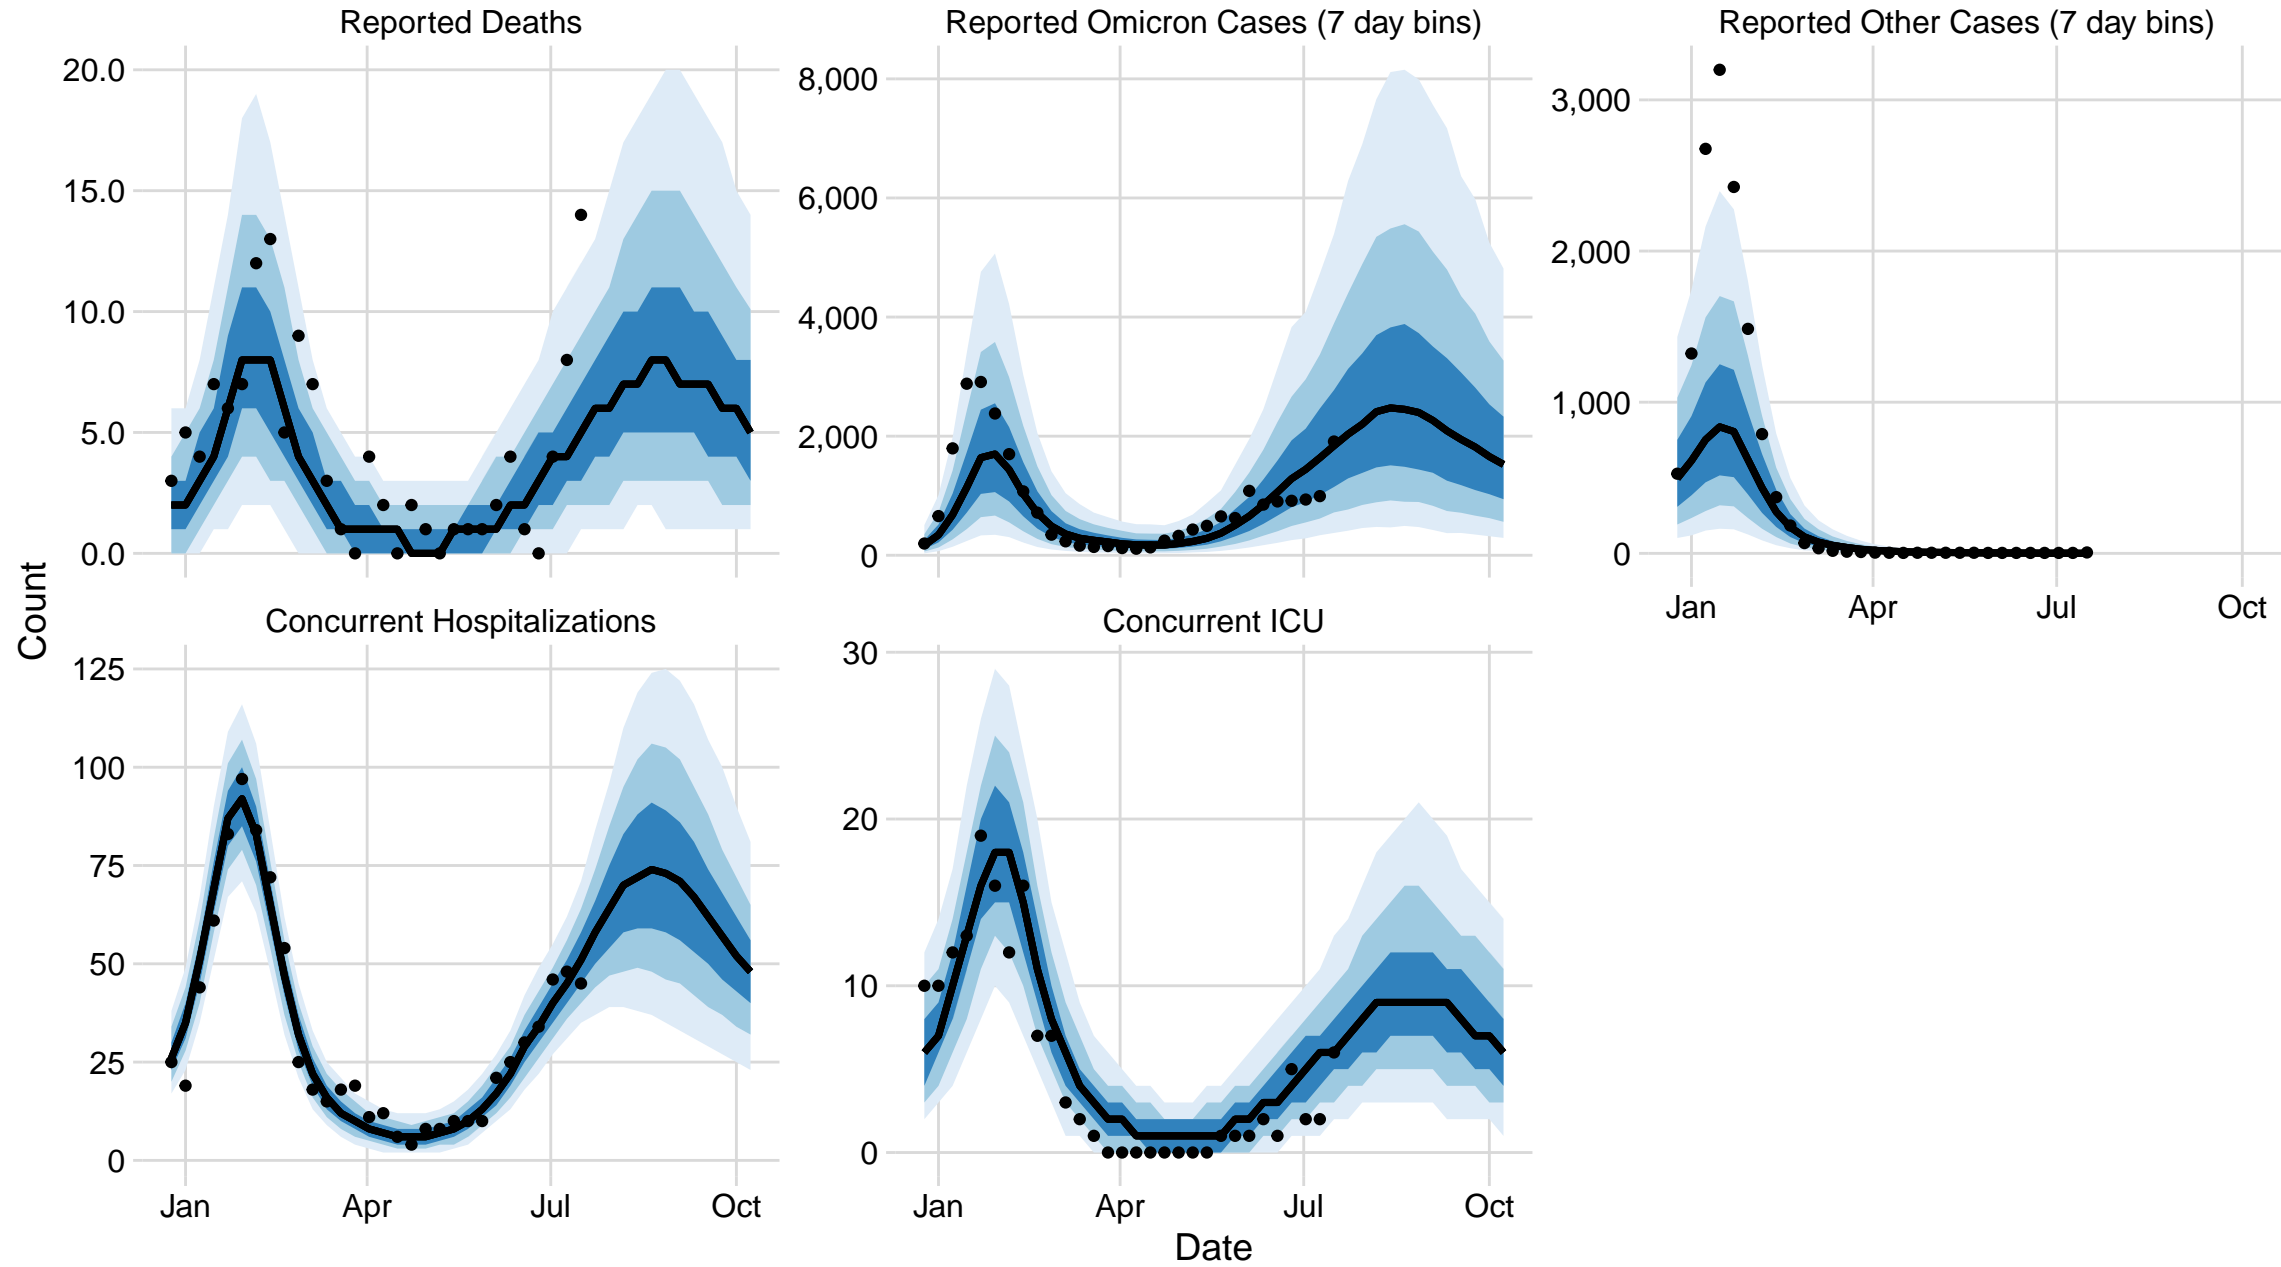 Reported Deaths
Reported Omicron Cases (7 day bins)
Reported Other Cases (7 day bins)
20.0
15.0
10.0
5.0
0.0
8,000
6,000
4,000
2,000
0
3,000
2,000
1,000
0
Jan Apr Jul Oct
Count
Concurrent Hospitalizations
Concurrent ICU
125
100
75
50
25
0
30
20
10
0
Jan Apr Jul Oct
Jan Apr Jul Oct
Date